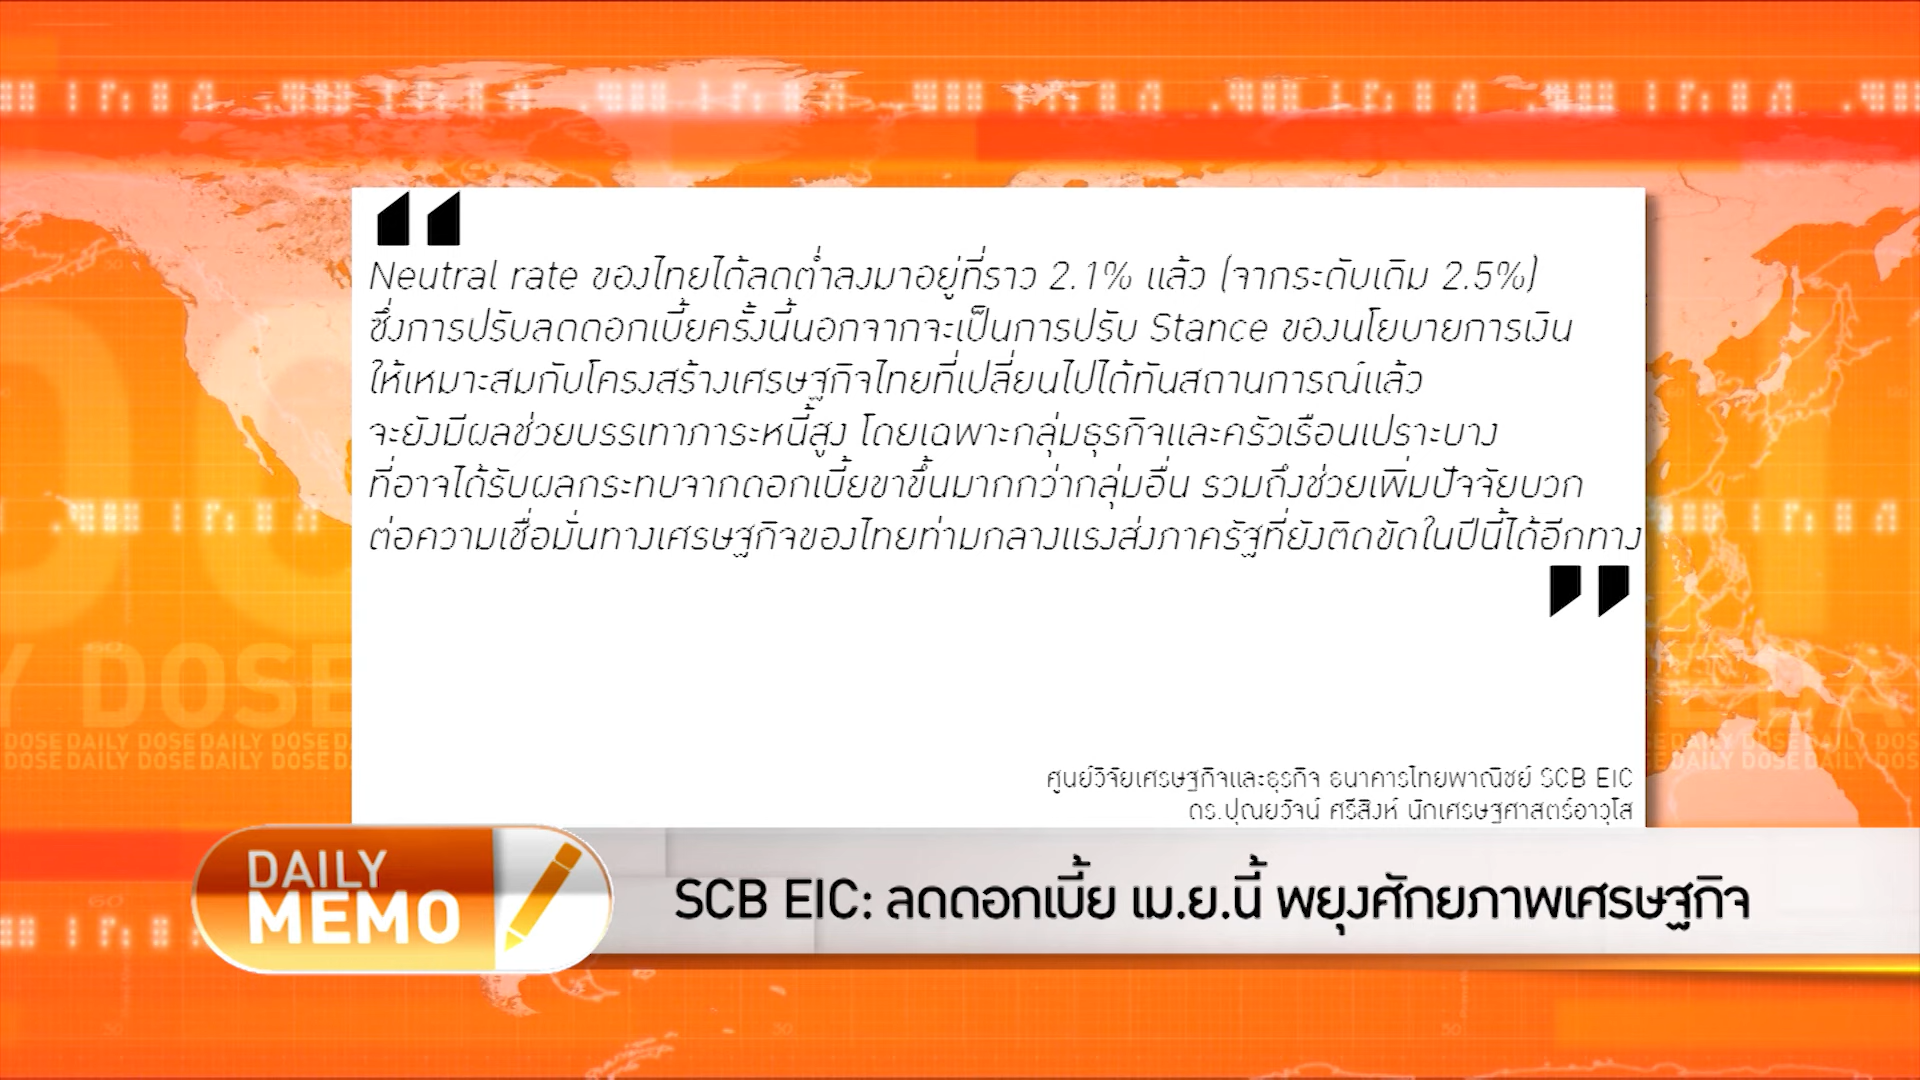 Neutral rate ของไทยได้ลดต่ำลงมาอยู่ที่ราว 2.1% แล้ว (จากระดับเดิม 2.5%)
ซึ่งการปรับลดดอกเบี้ยครั้งนี้นอกจากจะเป็นการปรับ Stance ของนโยบายการเงิน
ให้เหมาะสมกับโครงสร้างเศรษฐกิจไทยที่เปลี่ยนไปได้ทันสถานการณ์แล้ว
จะยังมีผลช่วยบรรเทาภาระหนี้สูง โดยเฉพาะกลุ่มธุรกิจและครัวเรือนเปราะบาง
ที่อาจได้รับผลกระทบจากดอกเบี้ยขาขึ้นมากกว่ากลุ่มอื่น รวมถึงช่วยเพิ่มปัจจัยบวก
ต่อความเชื่อมั่นทางเศรษฐกิจของไทยท่ามกลางแรงส่งภาครัฐที่ยังติดขัดในปีนี้ได้อีกทาง
Y DOSE
DOSE DAILY DOSE DAILY DOSE DA
DOSE DAILY DOSE DAILY DOSE DA
ศูนย์วิจัยเศรษฐกิจและธุรกิจ ธนาคารไทยพาณิชย์ SCB EIC
ดร.ปุณยวัจน์ ศรีสิงห์ นักเศรษฐศาสตร์อาวุโส
DAILY
MEMO
SCB EIC: ลดดอกเบี้ย เม.ย.นี้ พยุงศักยภาพเศรษฐกิจ